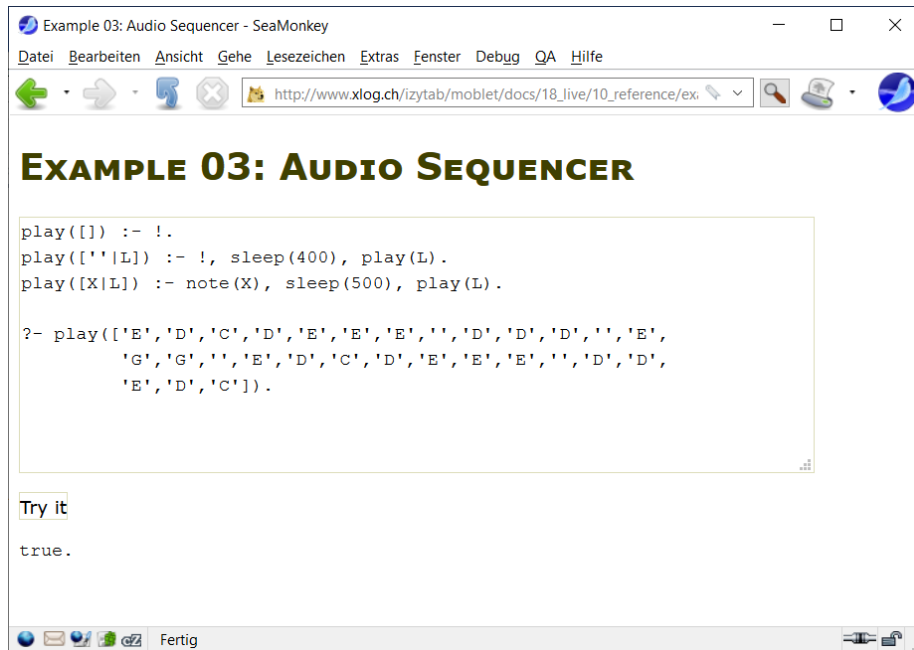 Example 03: Audio Sequencer - SeaMonkey
Datei Bearbeiten Ansicht Gehe Lesezeichen Extras Fenster Debug QA Hilfe
http://www.xlog.ch/izytab/moblet/docs/18_live/10_reference/ex
EXAMPLE 03: AUDIO SEQUENCER
play([]) :- !.
play([''|L]) :- !, sleep(400), play(L).
play([X|L]) :- note(X), sleep(500), play(L).
?- play(['E','D','C','D','E','E','E','','D','D','D','','E',
'G','G','','E','D','C','D','E','E','E','','D','D',
'E','D','C']).
Try it
true.
Fertig